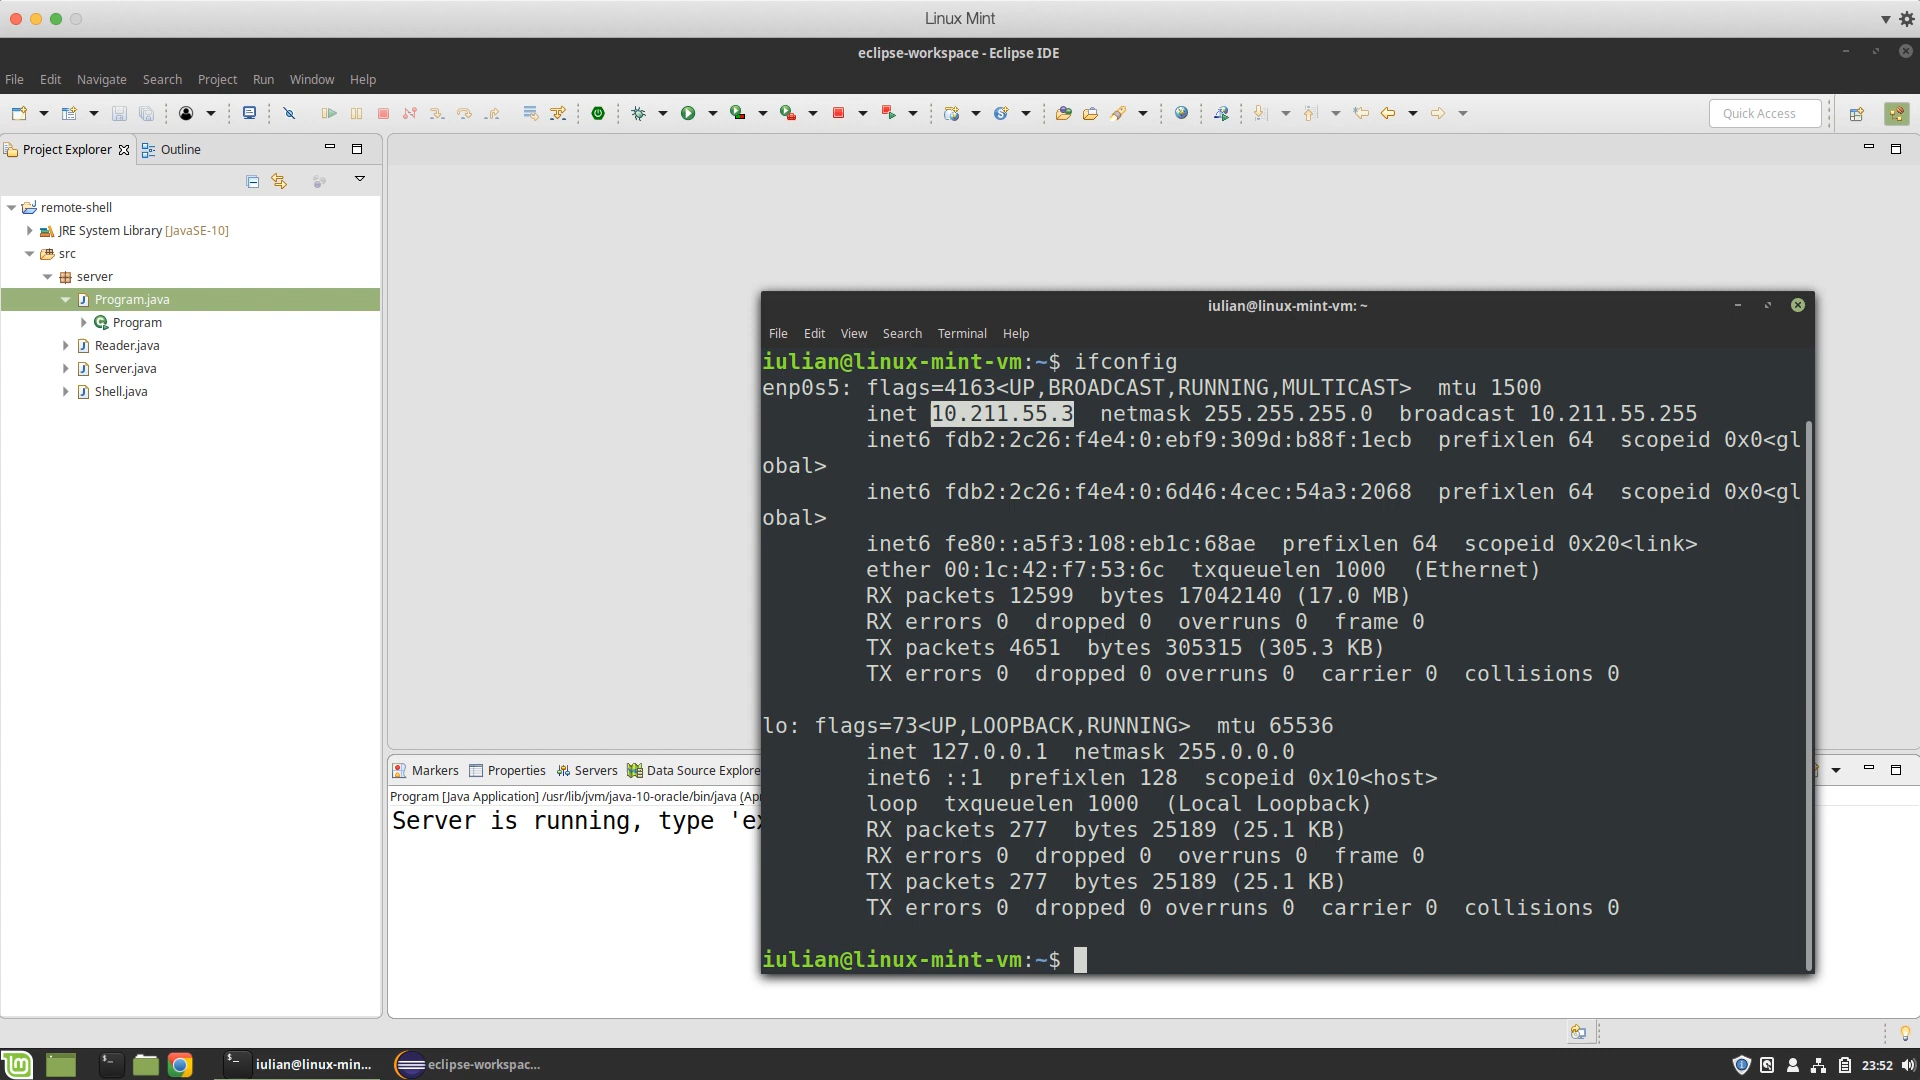 Linux Mint
eclipse-workspace - Eclipse IDE
File Edit Navigate Search Project Run Window Help
Quick Access
Project Explorer Outline
remote-shell
JRE System Library [JavaSE-10]
src
server
Program.java
Program
Reader.java
Server.java
Shell.java
iulian@linux-mint-vm: ~
File Edit View Search Terminal Help
iulian@linux-mint-vm:~$ ifconfig
enp0s5: flags=4163<UP,BROADCAST,RUNNING,MULTICAST>  mtu 1500
inet 10.211.55.3  netmask 255.255.255.0  broadcast 10.211.55.255
inet6 fdb2:2c26:f4e4:0:ebf9:309d:b88f:1ecb  prefixlen 64  scopeid 0x0<gl
obal>
inet6 fdb2:2c26:f4e4:0:6d46:4cec:54a3:2068  prefixlen 64  scopeid 0x0<gl
obal>
inet6 fe80::a5f3:108:eb1c:68ae  prefixlen 64  scopeid 0x20<link>
ether 00:1c:42:f7:53:6c  txqueuelen 1000  (Ethernet)
RX packets 12599  bytes 17042140 (17.0 MB)
RX errors 0  dropped 0  overruns 0  frame 0
TX packets 4651  bytes 305315 (305.3 KB)
TX errors 0  dropped 0 overruns 0  carrier 0  collisions 0
lo: flags=73<UP,LOOPBACK,RUNNING>  mtu 65536
inet 127.0.0.1  netmask 255.0.0.0
inet6 ::1  prefixlen 128  scopeid 0x10<host>
loop  txqueuelen 1000  (Local Loopback)
RX packets 277  bytes 25189 (25.1 KB)
RX errors 0  dropped 0  overruns 0  frame 0
TX packets 277  bytes 25189 (25.1 KB)
TX errors 0  dropped 0 overruns 0  carrier 0  collisions 0
iulian@linux-mint-vm:~$
Markers Properties Servers Data Source Explore
Program [Java Application] /usr/lib/jvm/java-10-oracle/bin/java (Ap
Server is running, type 'ex
iulian@linux-min... eclipse-workspac... 23:52